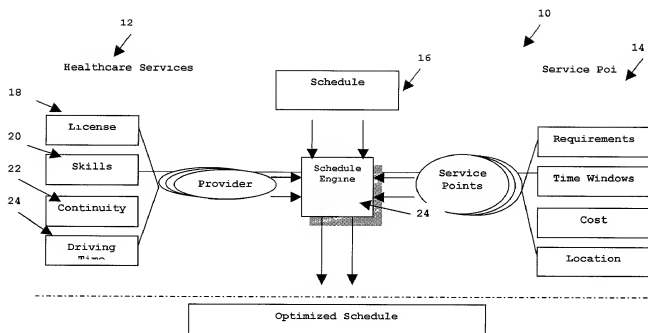 12
10
14
Healthcare Services
16
Service Poi
Schedule
18
License
Requirements
20
Skills
Schedule
Engine
Provider
Service
Points
Time Windows
22
Continuity
24
Cost
24
Driving
Location
Optimized Schedule